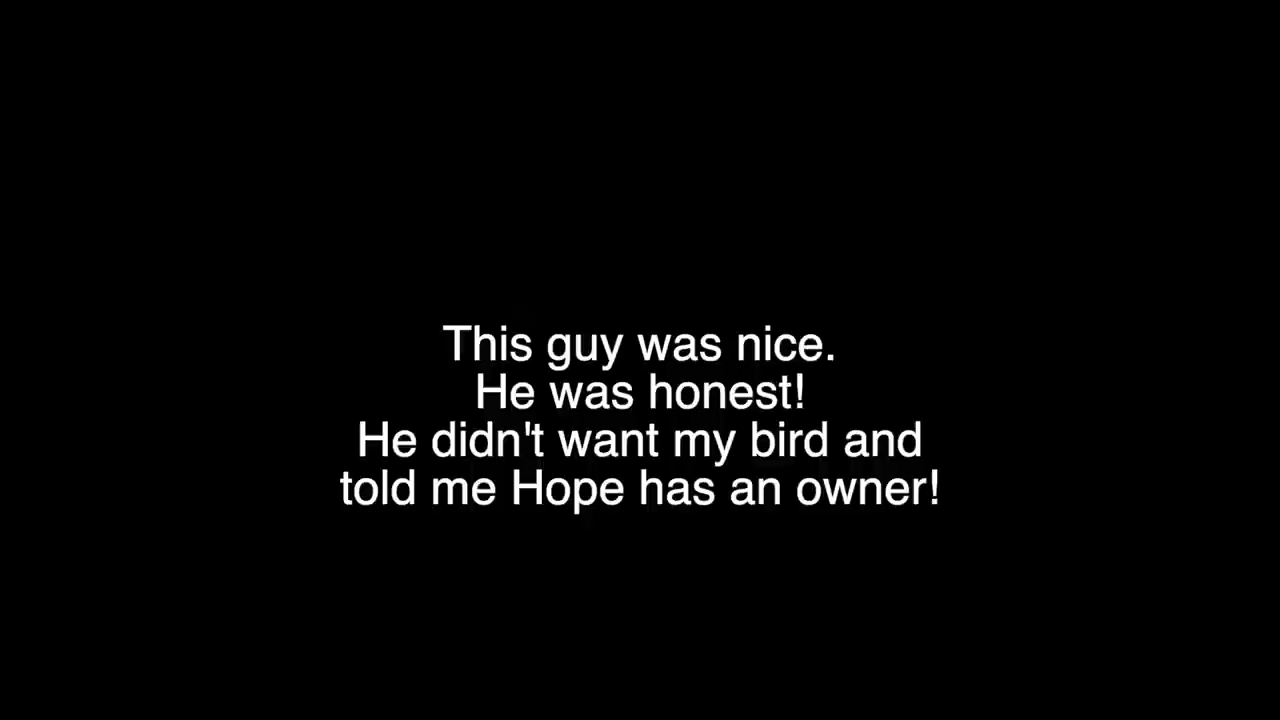 This guy was nice.
He was honest!
He didn't want my bird and
told me Hope has an owner!